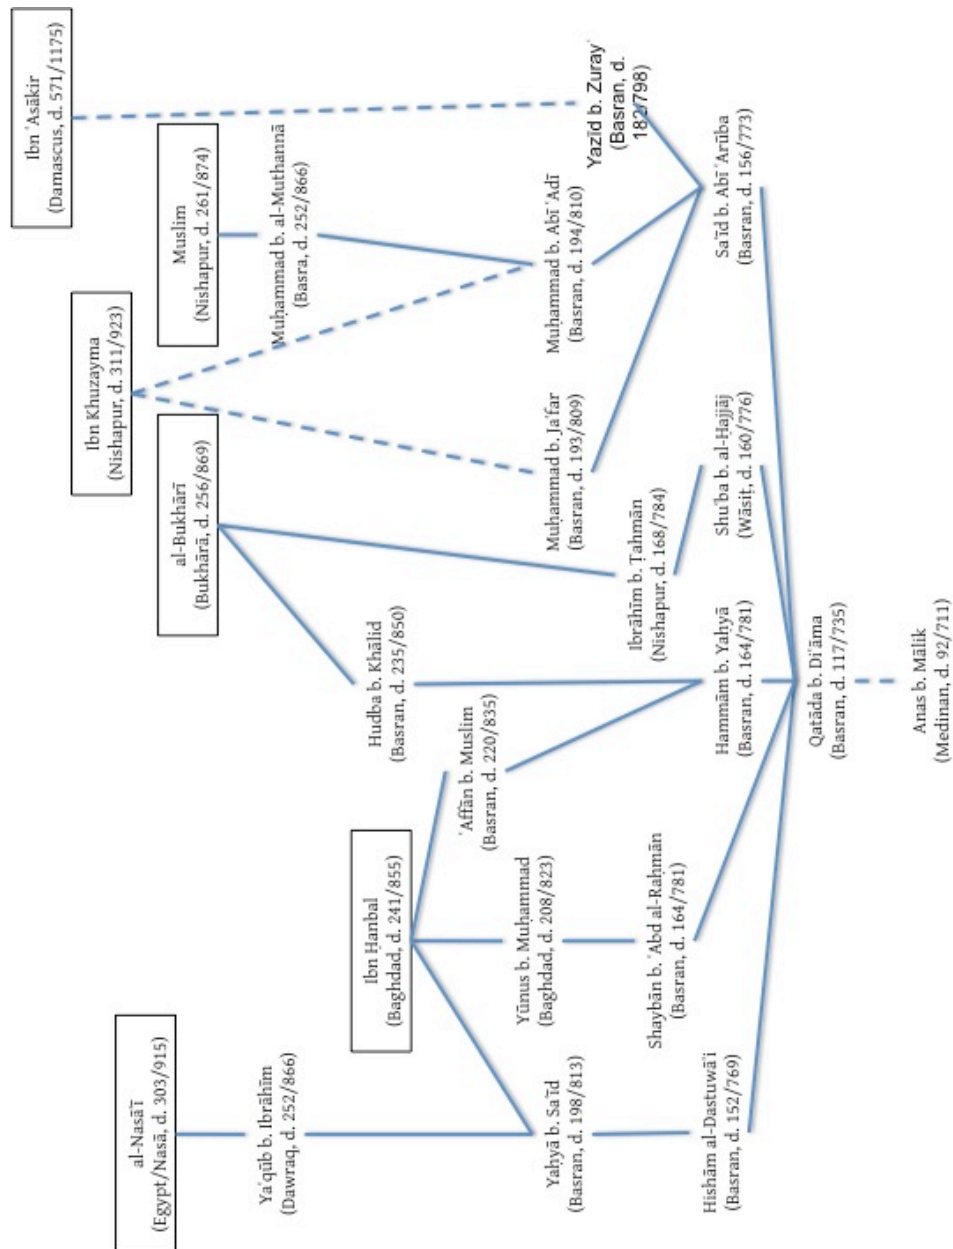 Ibn ʿAsākir
(Damascus, d. 571/1175)
Ibn Khuzayma
(Nishapur, d. 311/923)
al-Nasāʾī
(Egypt/Nasā, d. 303/915)
al-Bukhārī
(Bukhārā, d. 256/869)
Muslim
(Nishapur, d. 261/874)
Yaʿqūb b. Ibrāhīm
(Dawraq, d. 252/866)
Muḥammad b. al-Muthannā
(Basra, d. 252/866)
Ibn Ḥanbal
(Baghdad, d. 241/855)
Hudba b. Khālid
(Basran, d. 235/850)
ʿAffān b. Muslim
(Basran, d. 220/835)
Yaḥyā b. Saʿīd
(Basran, d. 198/813)
Yūnus b. Muḥammad
(Baghdad, d. 208/823)
Muḥammad b. Jaʿfar
(Basran, d. 193/809)
Muḥammad b. Abī ʿAdī
(Basran, d. 194/810)
Yazīd b. Zurayʿ
(Basran, d.
182/798)
Shaybān b. ʿAbd al-Raḥmān
(Basran, d. 164/781)
Ibrāhīm b. Ṭahmān
(Nishapur, d. 168/784)
Hishām al-Dastuwāʾi
(Basran, d. 152/769)
Hammām b. Yaḥyā
(Basran, d. 164/781)
Shuʿba b. al-Ḥajjāj
(Wāsiṭ, d. 160/776)
Saʿīd b. Abī ʿArūba
(Basran, d. 156/773)
Qatāda b. Diʿāma
(Basran, d. 117/735)
Anas b. Mālik
(Medinan, d. 92/711)